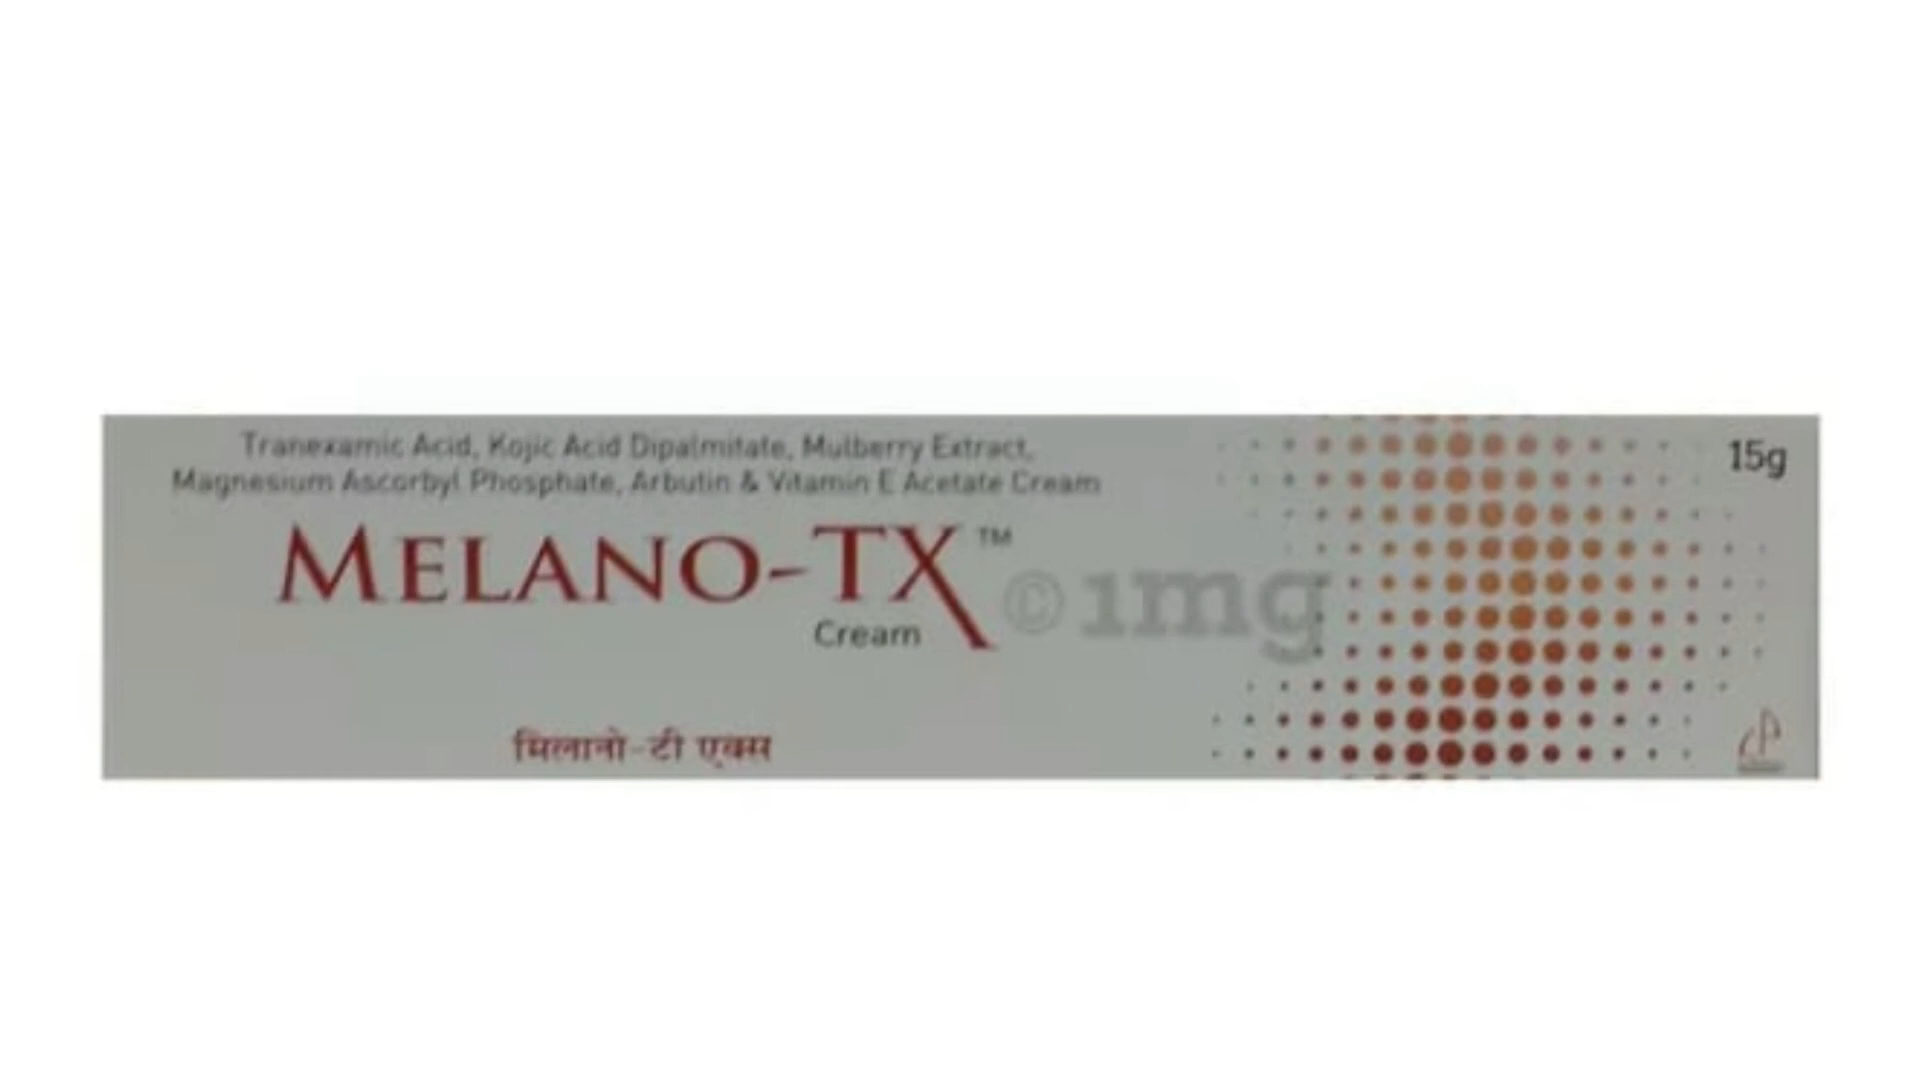 Tranexamic Acid, Kojic Acid Dipalmitate, Mulberry Extract,
Magnesium Ascorbyl Phosphate, Arbutin & Vitamin E Acetate Cream
15g
MELANO-TX™
Cream
©1mg
मिलानो-टी एक्स